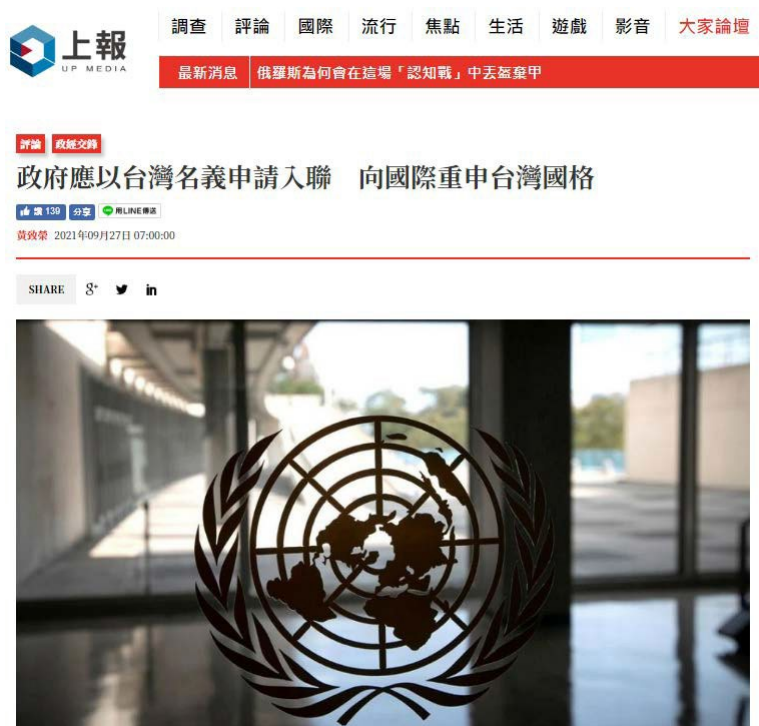 調查 評論 國際 流行 焦點 生活 遊戲 影音 大家論壇
上報
UP MEDIA
最新消息 俄羅斯為何會在這場「認知戰」中丟盔棄甲
評論 政經交鋒
政府應以台灣名義申請入聯　向國際重申台灣國格
讚 139 分享 用LINE傳送
黃致榮 2021年09月27日 07:00:00
SHARE g+ in